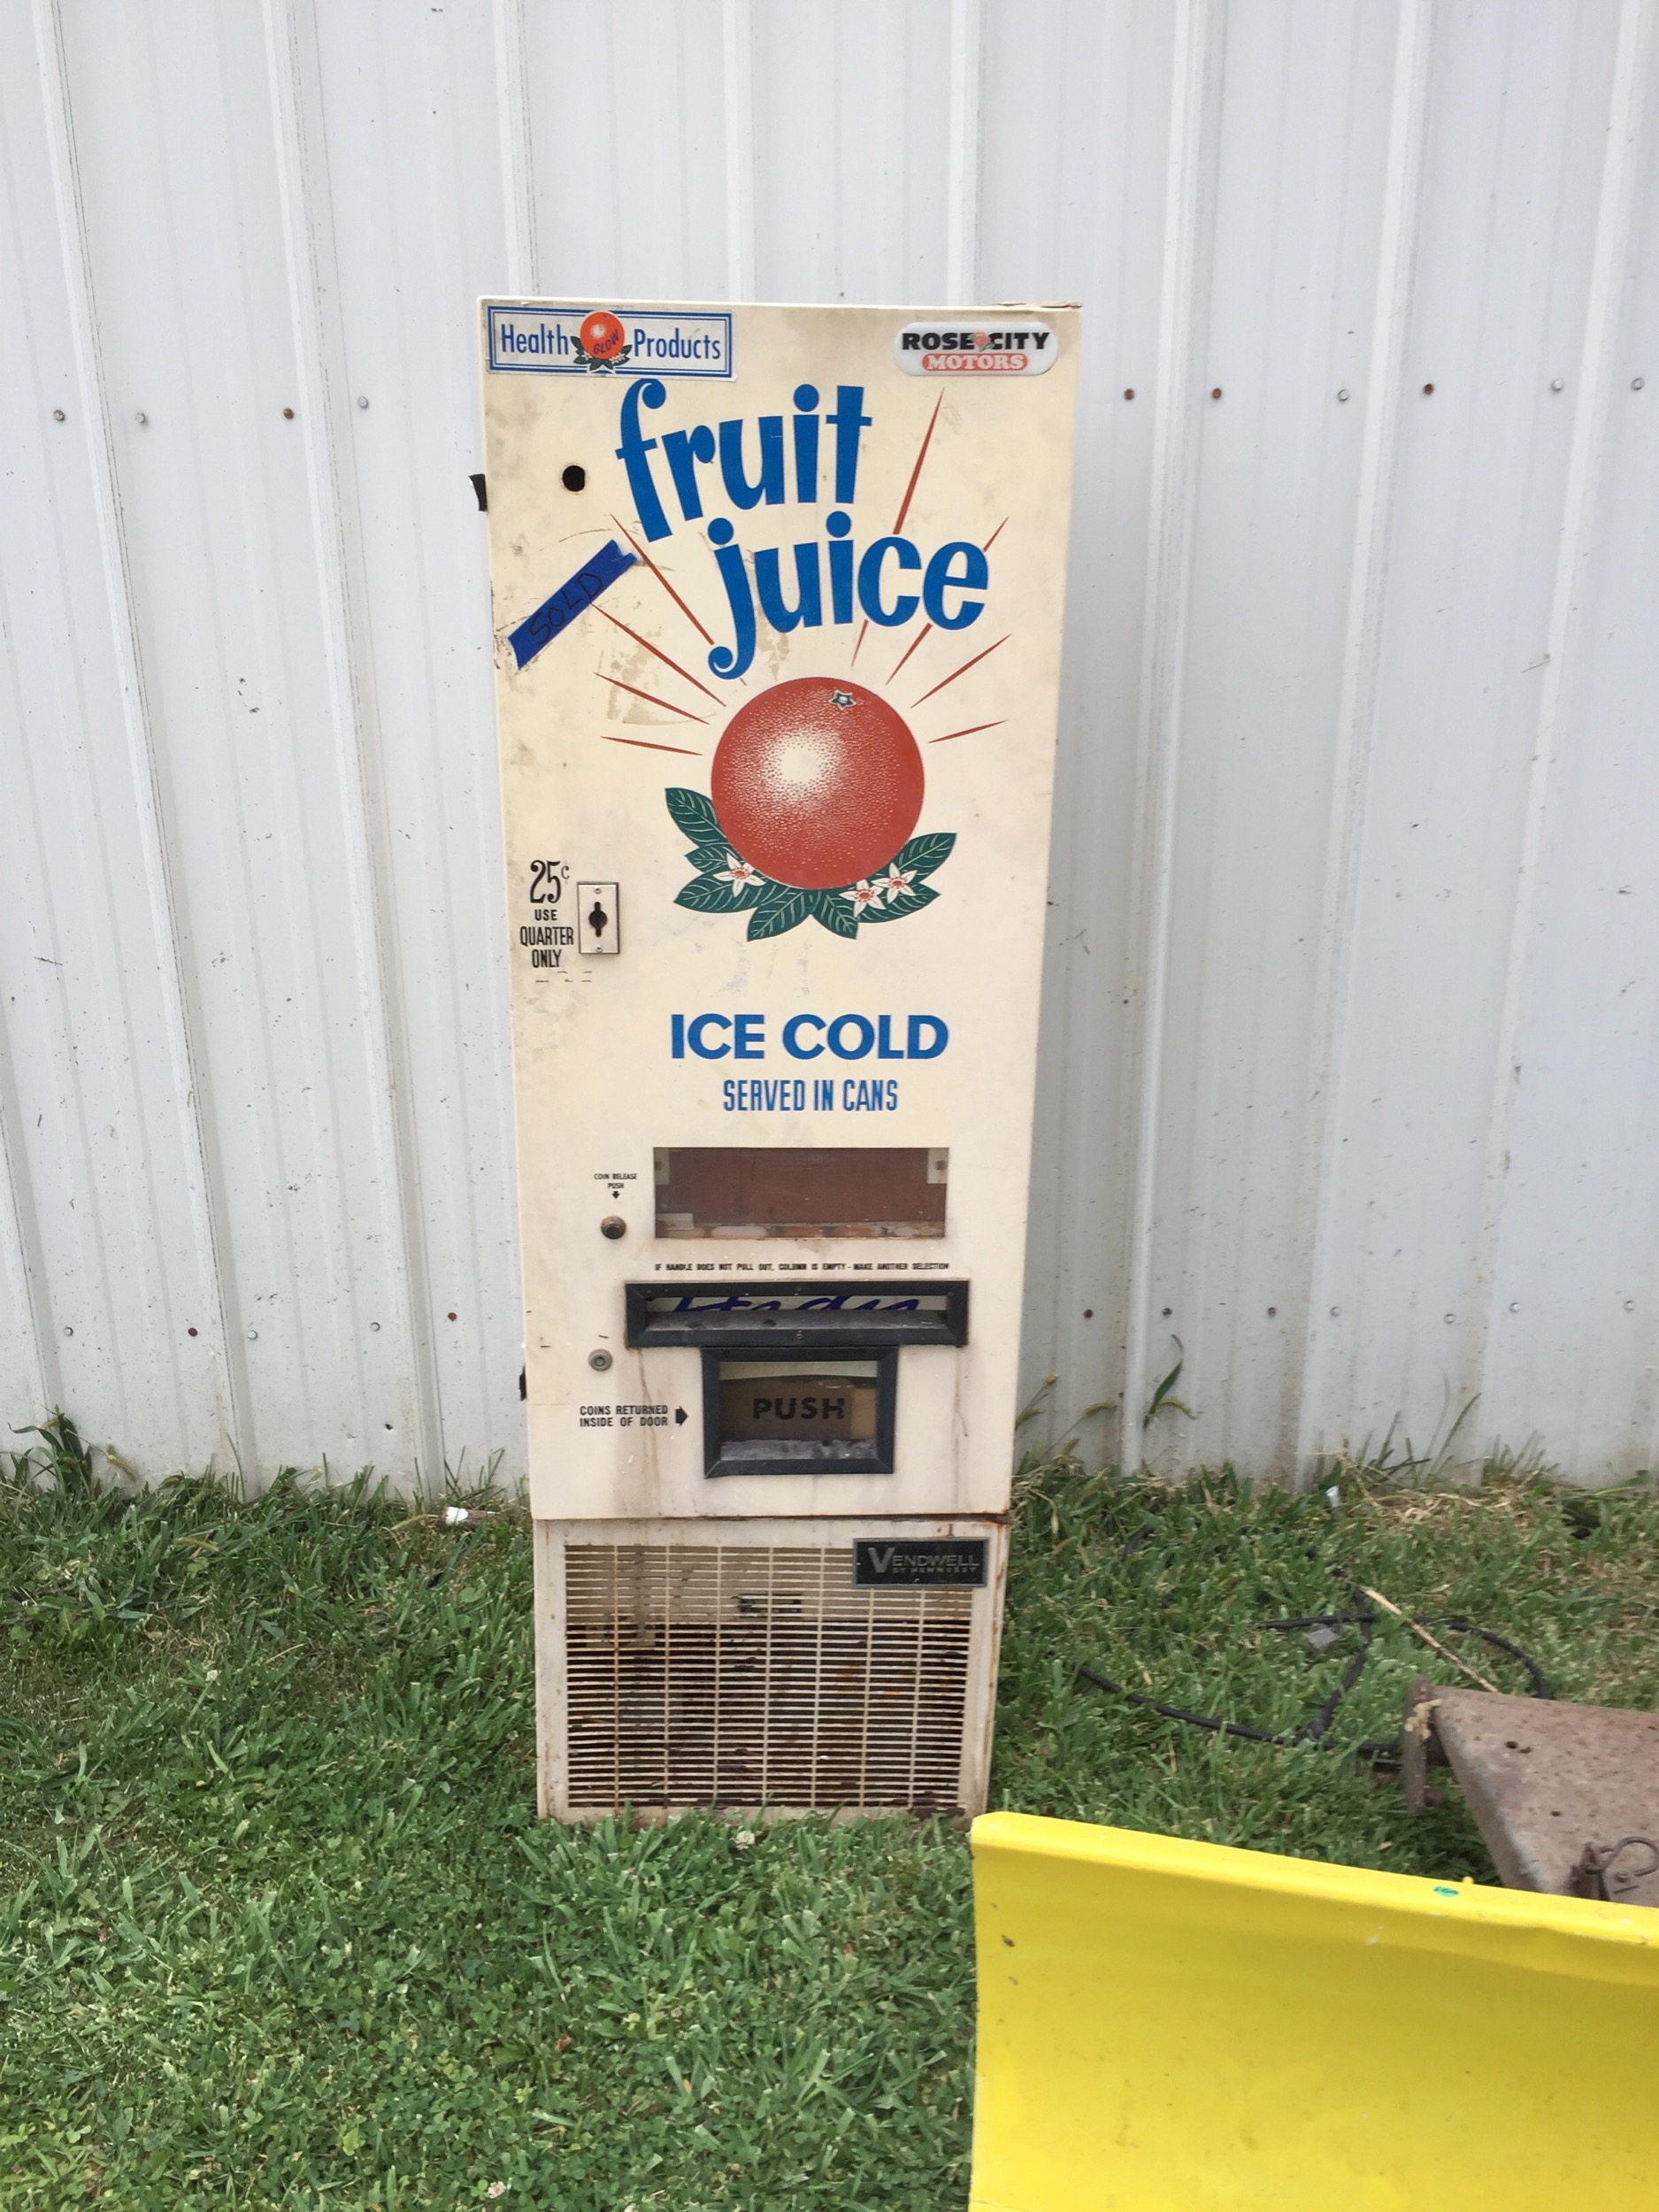 Health GLOW Products
ROSE CITY
MOTORS
fruit
juice
SOLD
25¢
USE
QUARTER
ONLY
ICE COLD
SERVED IN CANS
COIN RELEASE
PUSH
IF HANDLE DOES NOT PULL OUT, COLUMN IS EMPTY - MAKE ANOTHER SELECTION
PUSH
COINS RETURNED
INSIDE OF DOOR
VENDWELL
BY HENNESSY